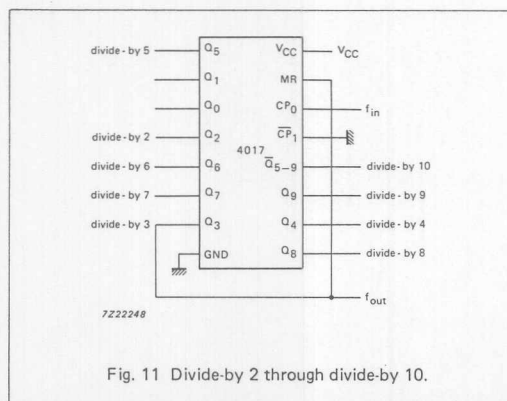 divide-by 5 Q5 VCC VCC
Q1 MR
Q0 CP0 fin
divide-by 2 Q2 CP1
4017
divide-by 6 Q6 Q5–9 divide-by 10
divide-by 7 Q7 Q9 divide-by 9
divide-by 3 Q3 Q4 divide-by 4
GND Q8 divide-by 8
fout
7Z22248
Fig. 11 Divide-by 2 through divide-by 10.